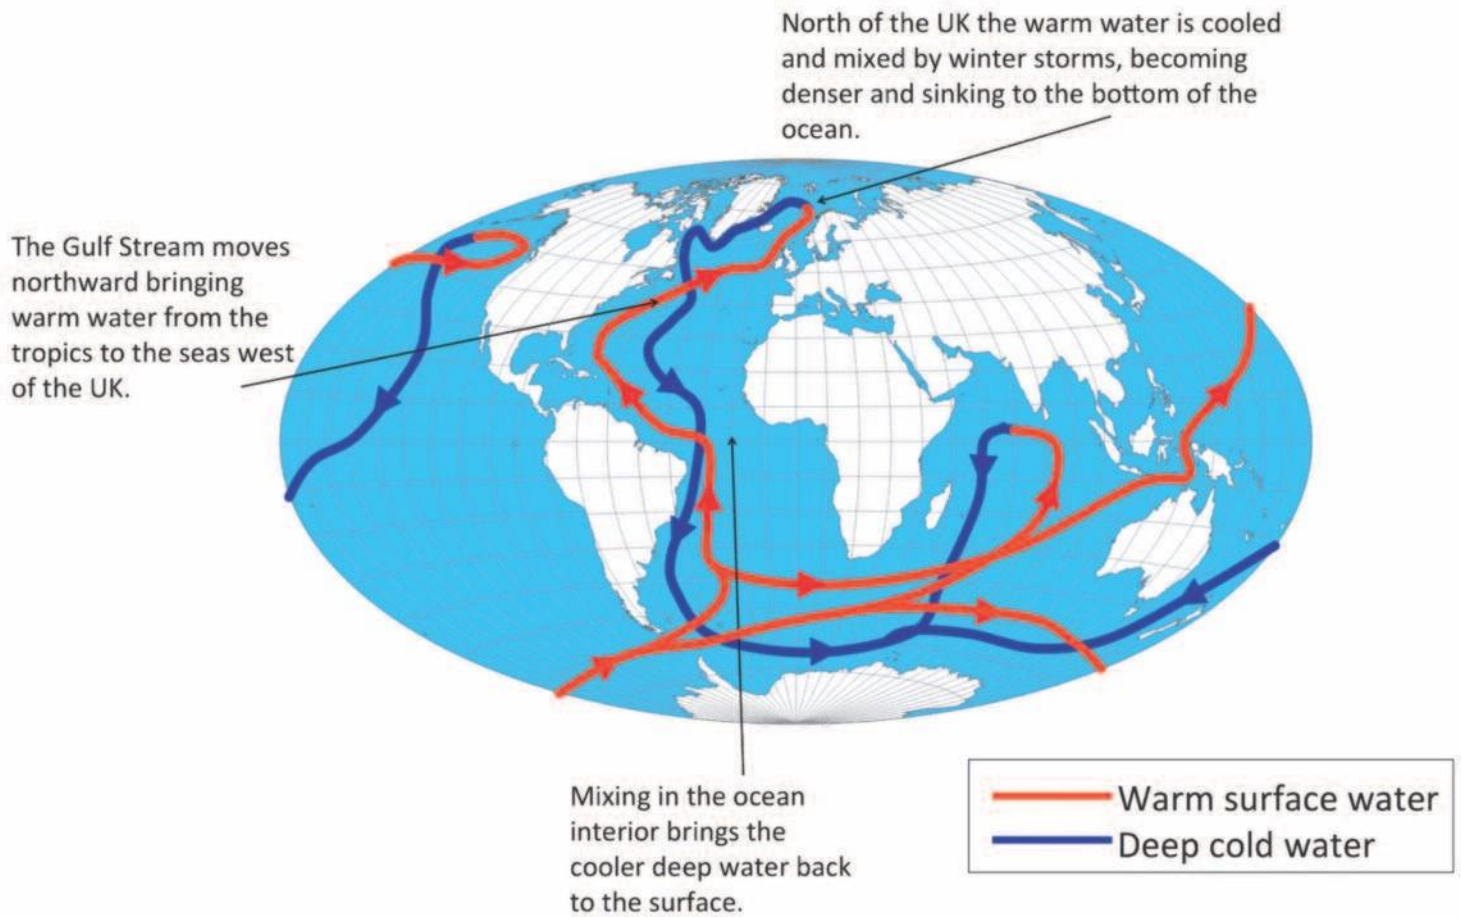 North of the UK the warm water is cooled
and mixed by winter storms, becoming
denser and sinking to the bottom of the
ocean.
The Gulf Stream moves
northward bringing
warm water from the
tropics to the seas west
of the UK.
Mixing in the ocean
interior brings the
cooler deep water back
to the surface.
Warm surface water
Deep cold water